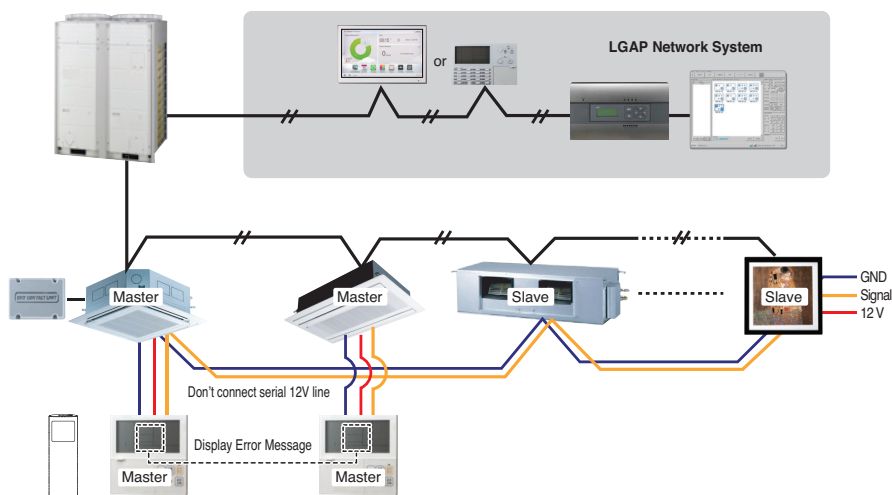 LGAP Network System
or
Master
Master
Slave
Slave
GND
Signal
12 V
Don't connect serial 12V line
Display Error Message
Master
Master